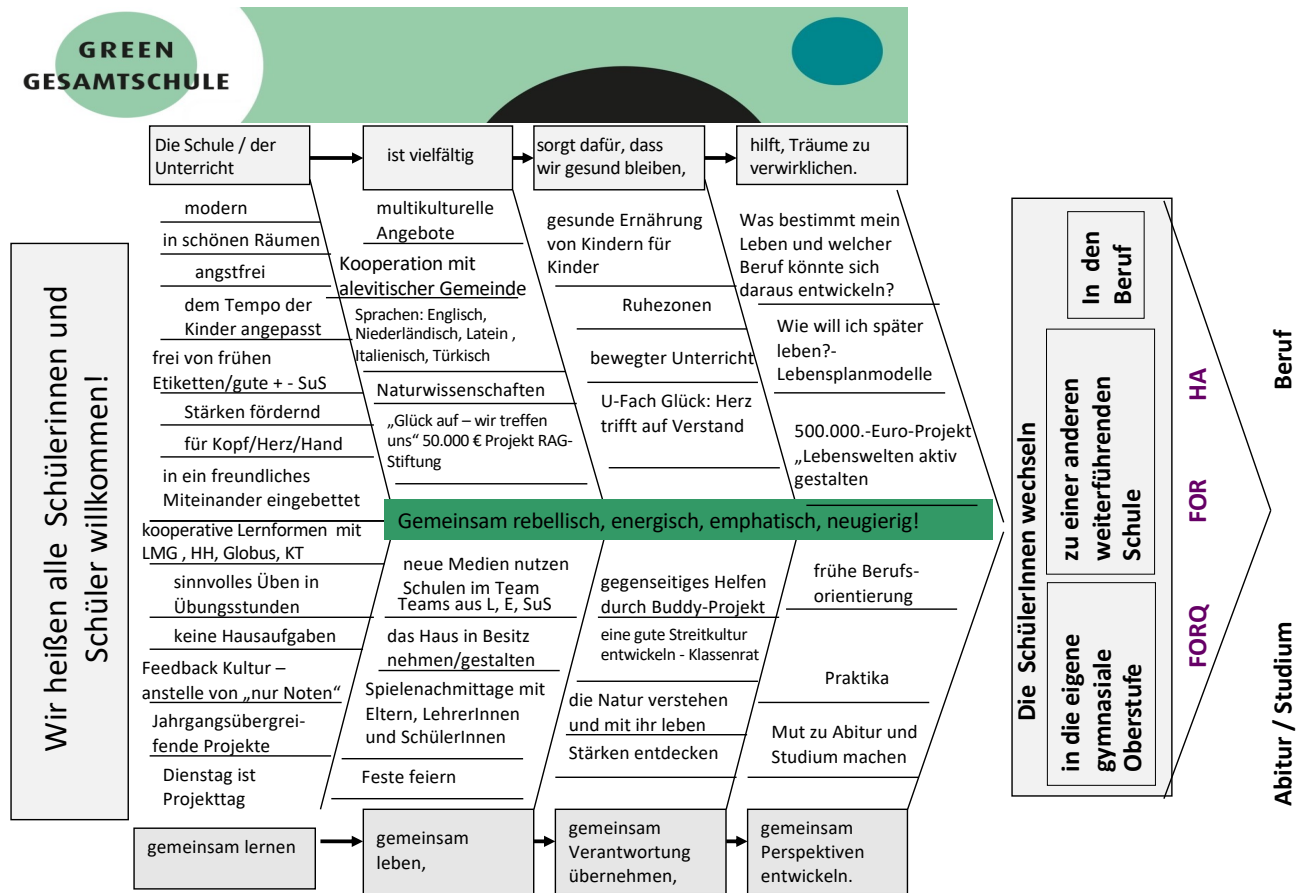 GREEN
GESAMTSCHULE
Wir heißen alle Schülerinnen und
Schüler willkommen!
Die Schule / der
Unterricht
modern
in schönen Räumen
angstfrei
dem Tempo der
Kinder angepasst
frei von frühen
Etiketten/gute + - SuS
Stärken fördernd
für Kopf/Herz/Hand
in ein freundliches
Miteinander eingebettet
ist vielfältig
multikulturelle
Angebote
Kooperation mit
alevitischer Gemeinde
Sprachen: Englisch,
Niederländisch, Latein ,
Italienisch, Türkisch
Naturwissenschaften
„Glück auf – wir treffen
uns“ 50.000 € Projekt RAG-
Stiftung
sorgt dafür, dass
wir gesund bleiben,
gesunde Ernährung
von Kindern für
Kinder
Ruhezonen
bewegter Unterricht
U-Fach Glück: Herz
trifft auf Verstand
hilft, Träume zu
verwirklichen.
Was bestimmt mein
Leben und welcher
Beruf könnte sich
daraus entwickeln?
Wie will ich später
leben?-
Lebensplanmodelle
500.000.-Euro-Projekt
„Lebenswelten aktiv
gestalten
Gemeinsam rebellisch, energisch, emphatisch, neugierig!
kooperative Lernformen mit
LMG , HH, Globus, KT
sinnvolles Üben in
Übungsstunden
keine Hausaufgaben
Feedback Kultur –
anstelle von „nur Noten“
Jahrgangsübergrei-
fende Projekte
Dienstag ist
Projekttag
gemeinsam lernen
neue Medien nutzen
Schulen im Team
Teams aus L, E, SuS
das Haus in Besitz
nehmen/gestalten
Spielenachmittage mit
Eltern, LehrerInnen
und SchülerInnen
Feste feiern
gemeinsam
leben,
gegenseitiges Helfen
durch Buddy-Projekt
eine gute Streitkultur
entwickeln - Klassenrat
die Natur verstehen
und mit ihr leben
Stärken entdecken
gemeinsam
Verantwortung
übernehmen,
frühe Berufs-
orientierung
Praktika
Mut zu Abitur und
Studium machen
gemeinsam
Perspektiven
entwickeln.
Die SchülerInnen wechseln
In den
Beruf
zu einer anderen
weiterführenden
Schule
in die eigene
gymnasiale
Oberstufe
HA
FOR
FORQ
Beruf
Abitur / Studium